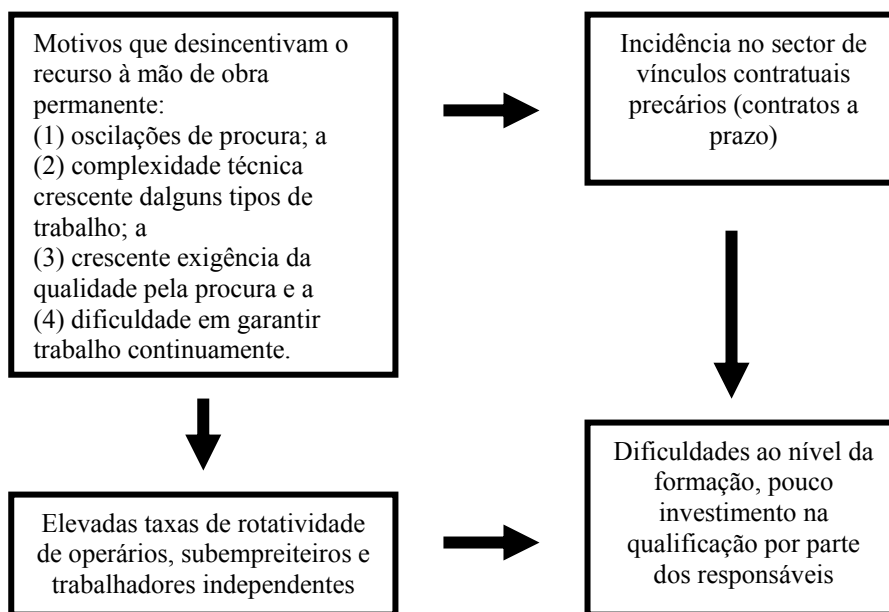 Motivos que desincentivam o
recurso à mão de obra
permanente:
(1) oscilações de procura; a
(2) complexidade técnica
crescente dalguns tipos de
trabalho; a
(3) crescente exigência da
qualidade pela procura e a
(4) dificuldade em garantir
trabalho continuamente.
Incidência no sector de
vínculos contratuais
precários (contratos a
prazo)
Elevadas taxas de rotatividade
de operários, subempreiteiros e
trabalhadores independentes
Dificuldades ao nível da
formação, pouco
investimento na
qualificação por parte
dos responsáveis